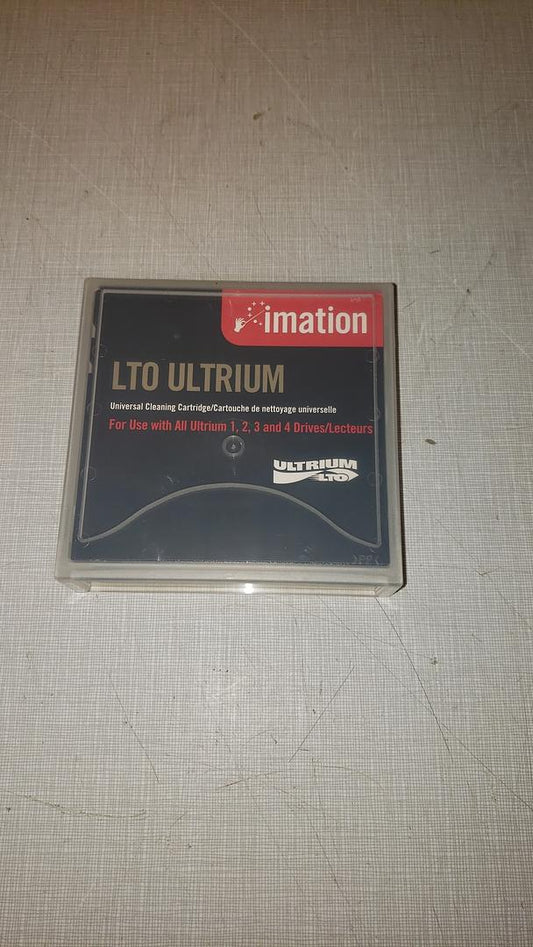 imation
LTO ULTRIUM
Universal Cleaning Cartridge/Cartouche de nettoyage universelle
For Use with All Ultrium 1, 2, 3 and 4 Drives/Lecteurs
ULTRIUM
LTO
>PP<